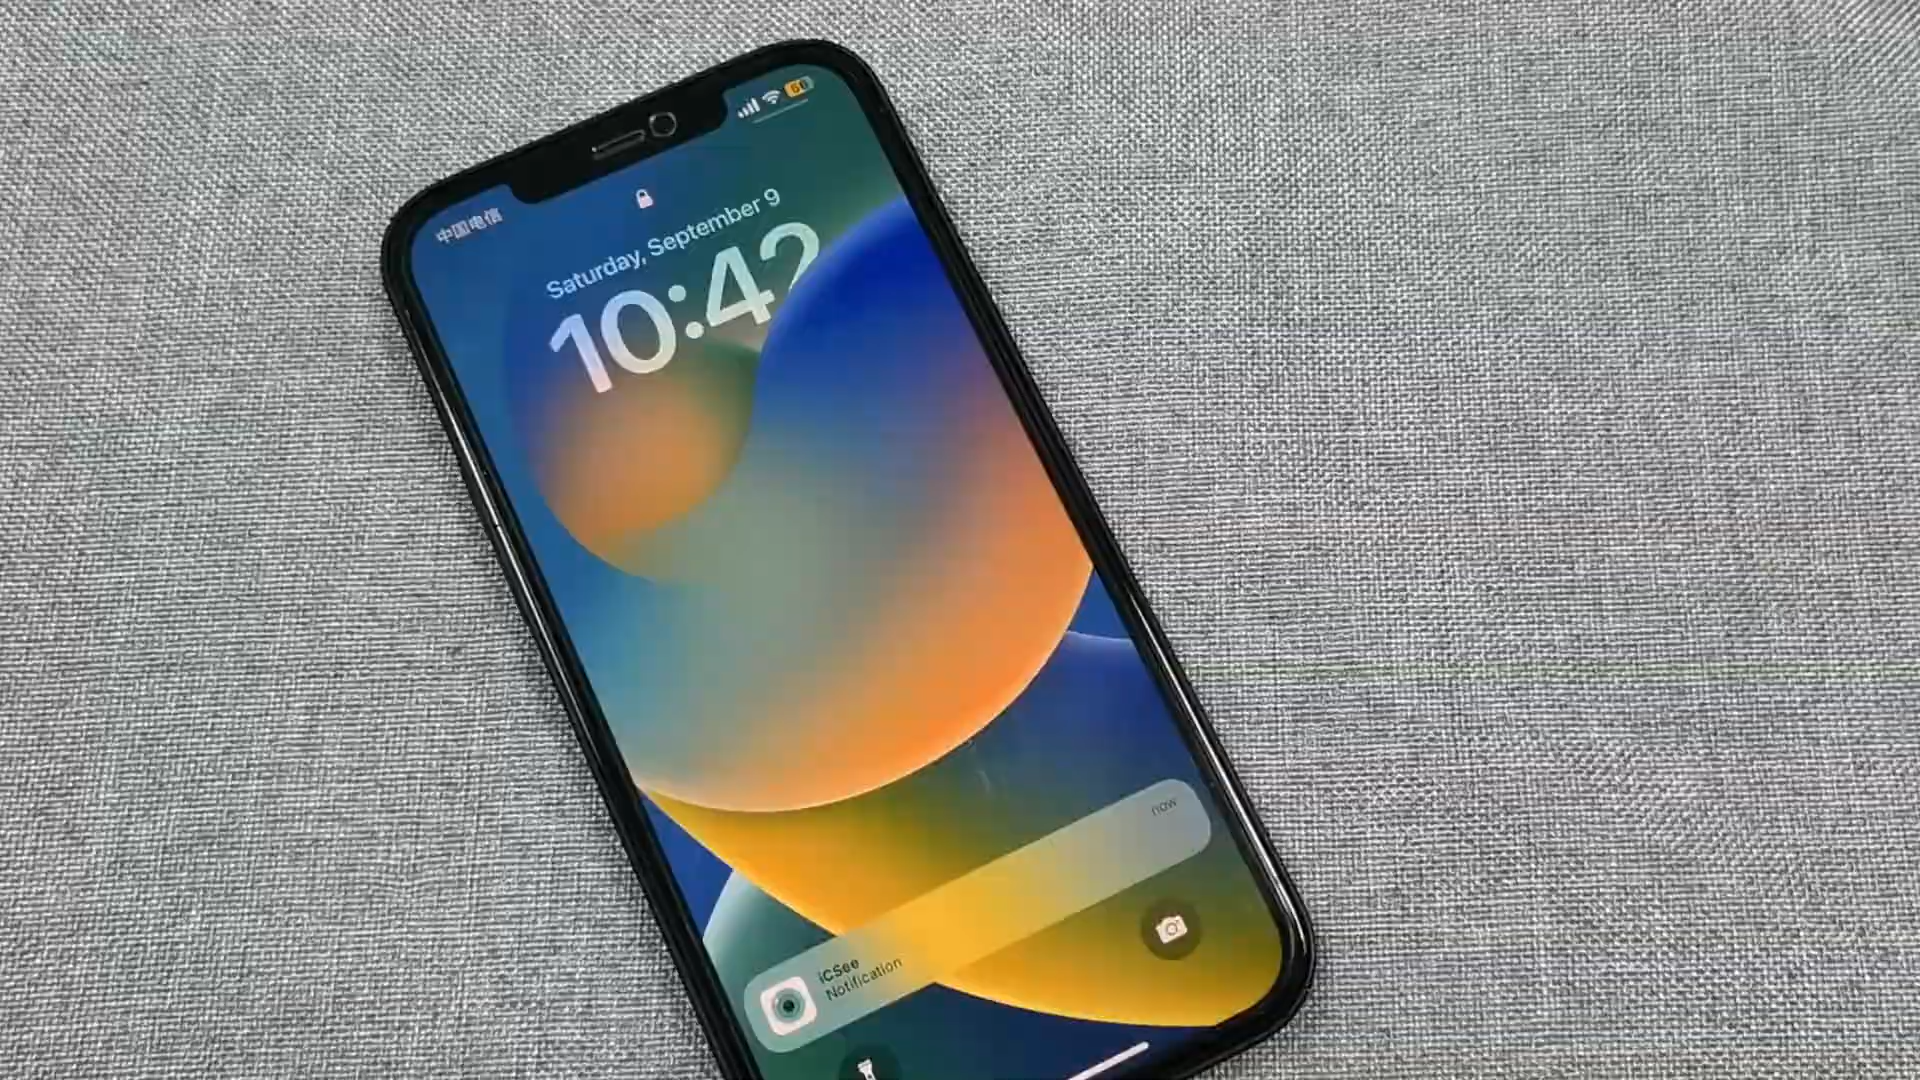 中国电信
Saturday, September 9
10:42
iCSee
Notification
now